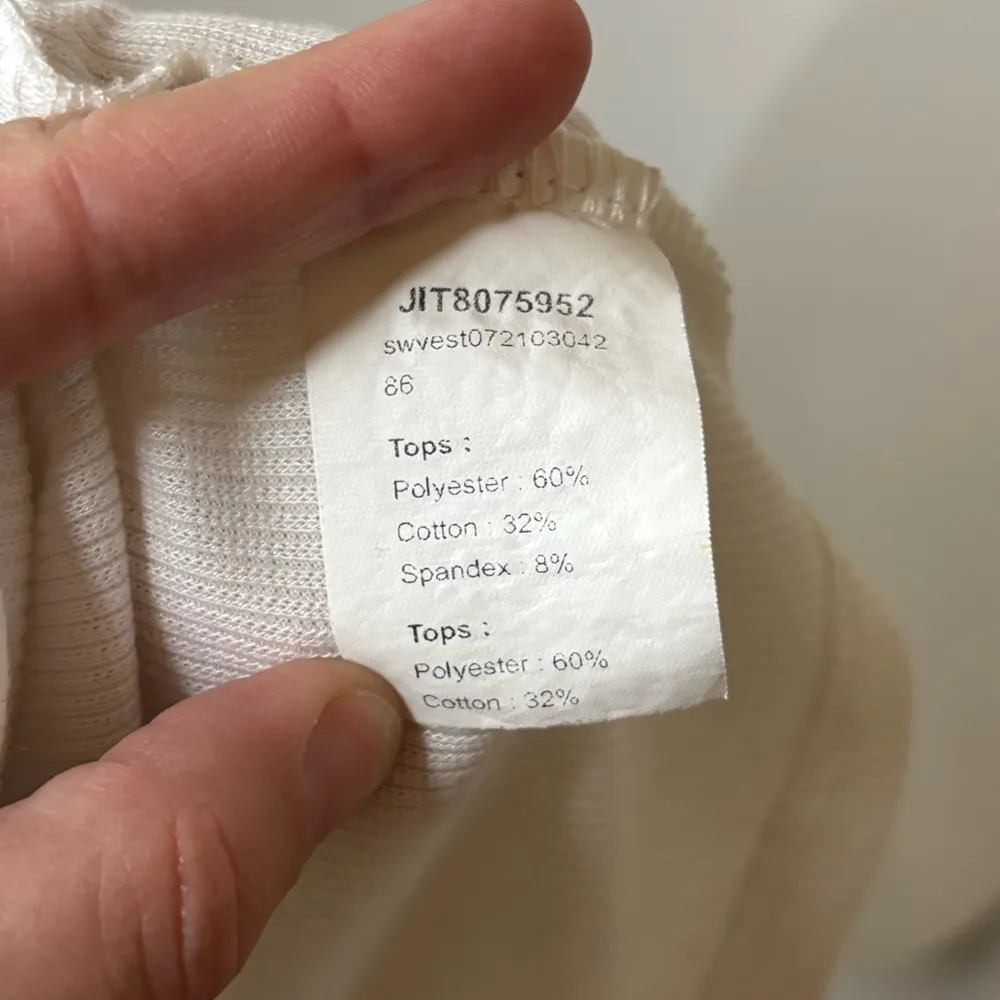 JIT8075952
swvest072103042
86
Tops :
Polyester : 60%
Cotton : 32%
Spandex : 8%
Tops :
Polyester : 60%
Cotton : 32%